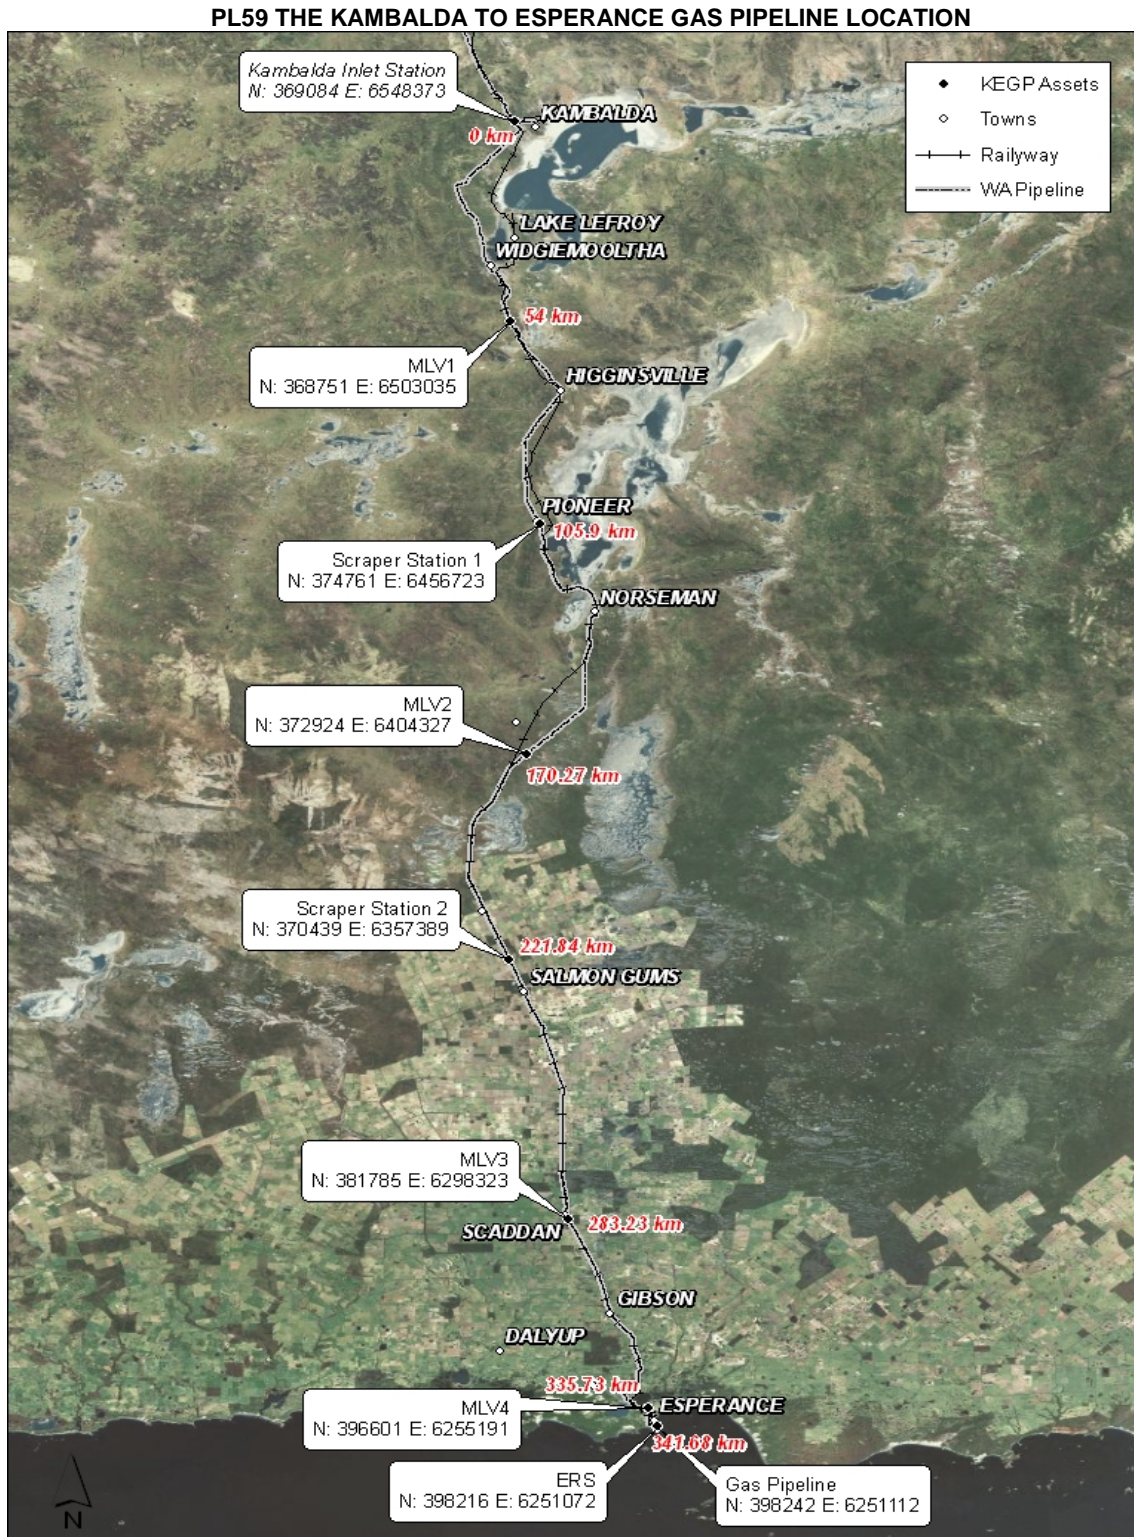 PL59 THE KAMBALDA TO ESPERANCE GAS PIPELINE LOCATION
Kambalda Inlet Station
N: 369084 E: 6548373
KEGP Assets
Towns
Railyway
WA Pipeline
KAMBALDA
0 km
LAKE LEFROY
WIDGIEMOOLTHA
54 km
MLV1
N: 368751 E: 6503035
HIGGINSVILLE
PIONEER
105.9 km
Scraper Station 1
N: 374761 E: 6456723
NORSEMAN
MLV2
N: 372924 E: 6404327
170.27 km
Scraper Station 2
N: 370439 E: 6357389
221.84 km
SALMON GUMS
MLV3
N: 381785 E: 6298323
283.23 km
SCADDAN
GIBSON
DALYUP
335.73 km
MLV4
N: 396601 E: 6255191
ESPERANCE
341.68 km
ERS
N: 398216 E: 6251072
Gas Pipeline
N: 398242 E: 6251112
N